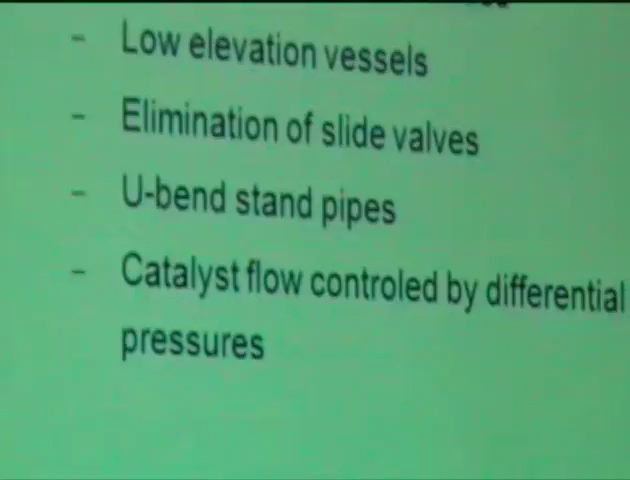 - Low elevation vessels
- Elimination of slide valves
- U-bend stand pipes
- Catalyst flow controled by differential
pressures